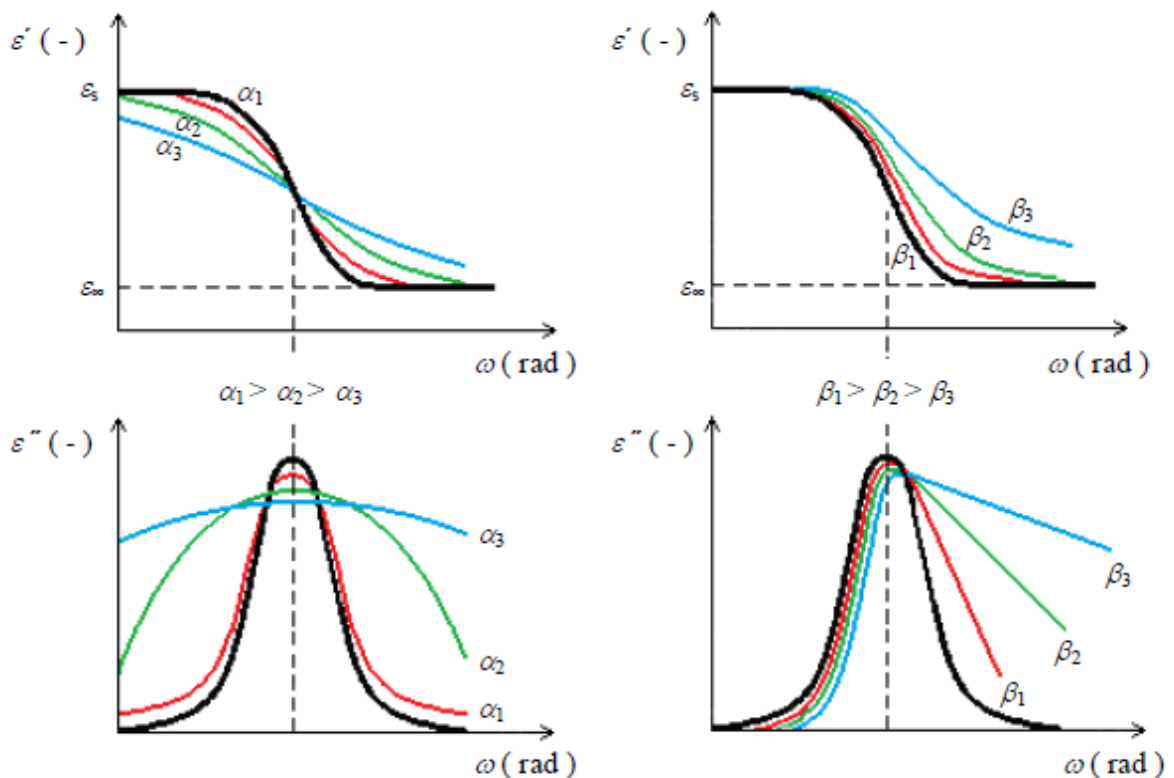 ε′ ( - )
εs
α1
α2
α3
ε∞
ω ( rad )
α1 > α2 > α3
ε′ ( - )
εs
β3
β2
β1
ε∞
ω ( rad )
β1 > β2 > β3
ε″ ( - )
α3
α2
α1
ω ( rad )
ε″ ( - )
β3
β2
β1
ω ( rad )